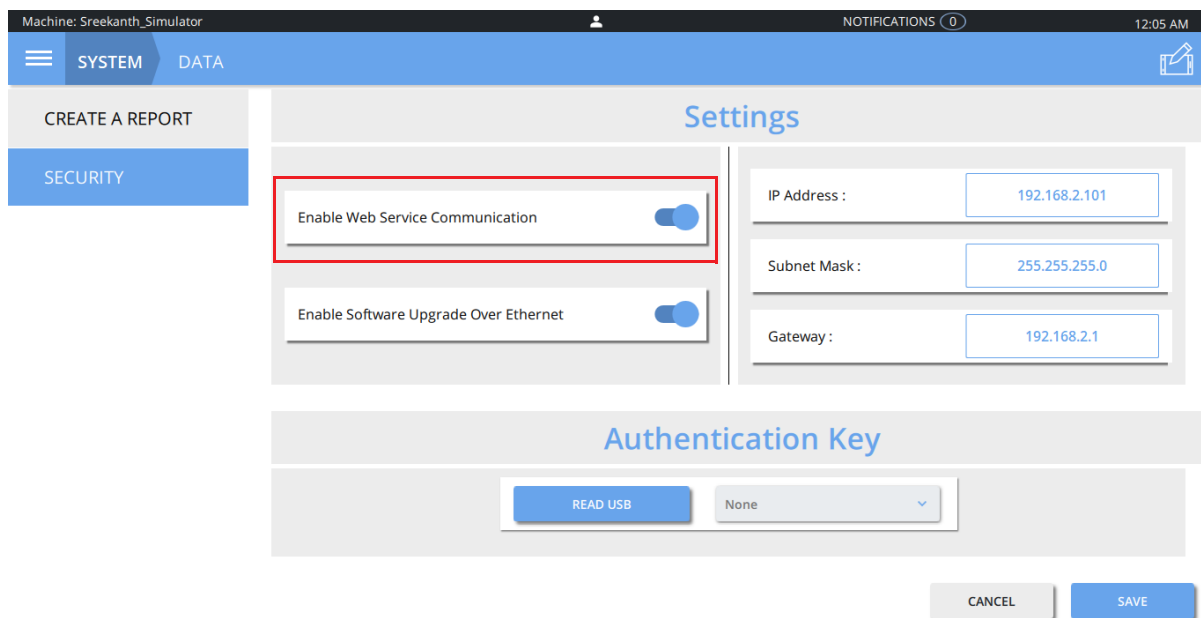 Machine: Sreekanth_Simulator
NOTIFICATIONS 0
12:05 AM
SYSTEM
DATA
CREATE A REPORT
SECURITY
Settings
Enable Web Service Communication
Enable Software Upgrade Over Ethernet
IP Address :
192.168.2.101
Subnet Mask :
255.255.255.0
Gateway :
192.168.2.1
Authentication Key
READ USB
None
CANCEL
SAVE